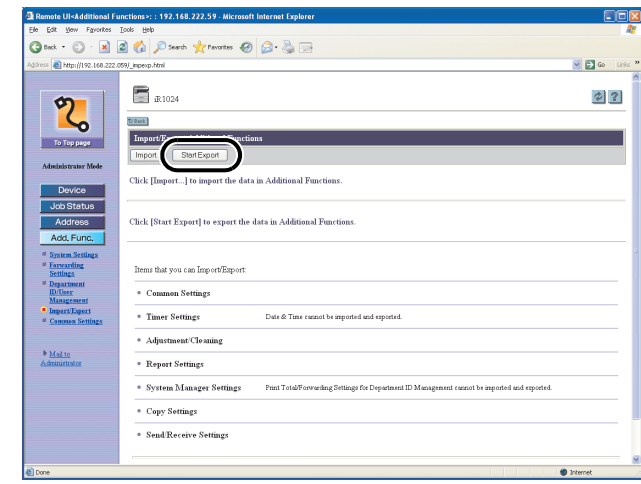 Remote UI<Additional Functions>: : 192.168.222.59 - Microsoft Internet Explorer
File Edit View Favorites Tools Help
Back Search Favorites
Address http://192.168.222.059/_impexp.html Go Links »
iR1024
Back
To Top page
Import/Ex
nctions
Import
Start Export
Administrator Mode
Click [Import...] to import the data in Additional Functions.
Device
Job Status
Address
Click [Start Export] to export the data in Additional Functions.
Add. Func.
System Settings
Forwarding
Settings
Department
ID/User
Management
Import/Export
Common Settings
Mail to
Administrator
Items that you can Import/Export:
Common Settings
Timer Settings Date & Time cannot be imported and exported.
Adjustment/Cleaning
Report Settings
System Manager Settings Print Total/Forwarding Settings for Department ID Management cannot be imported and exported.
Copy Settings
Send/Receive Settings
Done Internet